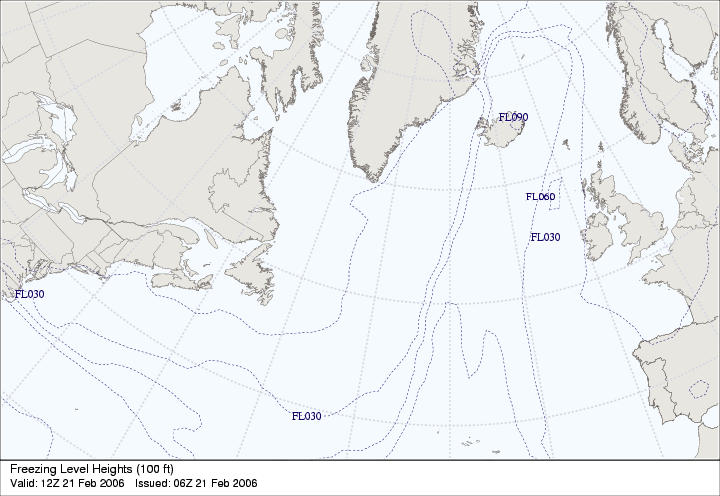 FL090
FL060
FL030
FL030
FL030
Freezing Level Heights (100 ft)
Valid: 12Z 21 Feb 2006 Issued: 06Z 21 Feb 2006